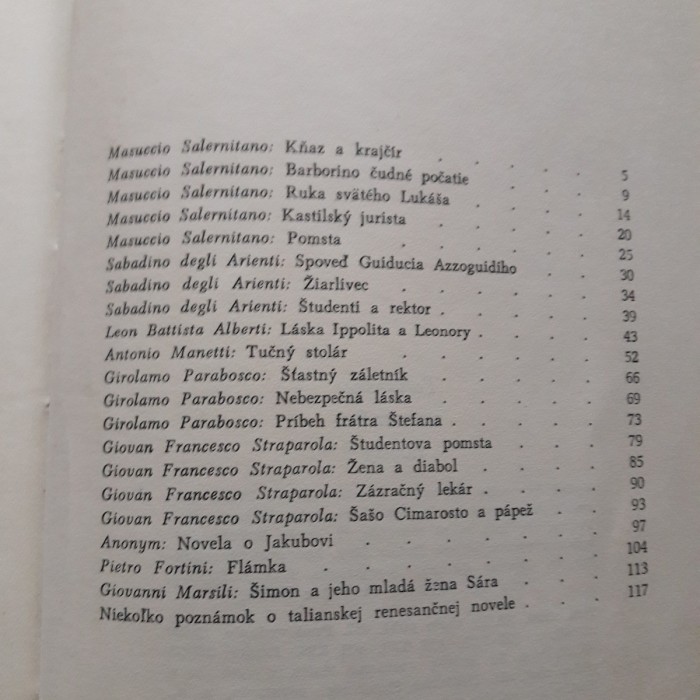 Masuccio Salernitano: Kňaz a krajčír . . . . 5
Masuccio Salernitano: Barborino čudné počatie . . . 9
Masuccio Salernitano: Ruka svätého Lukáša . . . . 14
Masuccio Salernitano: Kastilský jurista . . . . 20
Masuccio Salernitano: Pomsta . . . . . 25
Sabadino degli Arienti: Spoveď Guiducia Azzoguidiho . . 30
Sabadino degli Arienti: Žiarlivec . . . . 34
Sabadino degli Arienti: Študenti a rektor . . . . 39
Leon Battista Alberti: Láska Ippolita a Leonory . . . . 43
Antonio Manetti: Tučný stolár . . . . . 52
Girolamo Parabosco: Šťastný záletník . . . . 66
Girolamo Parabosco: Nebezpečná láska . . . . 69
Girolamo Parabosco: Príbeh frátra Štefana . . . . 73
Giovan Francesco Straparola: Študentova pomsta . . . 79
Giovan Francesco Straparola: Žena a diabol . . . . 85
Giovan Francesco Straparola: Zázračný lekár . . . . 90
Giovan Francesco Straparola: Šašo Cimarosto a pápež . . 93
Anonym: Novela o Jakubovi . . . . . . 97
Pietro Fortini: Flámka . . . . . . 104
Giovanni Marsili: Šimon a jeho mladá žena Sára . . . 113
Niekoľko poznámok o talianskej renesančnej novele . . . 117